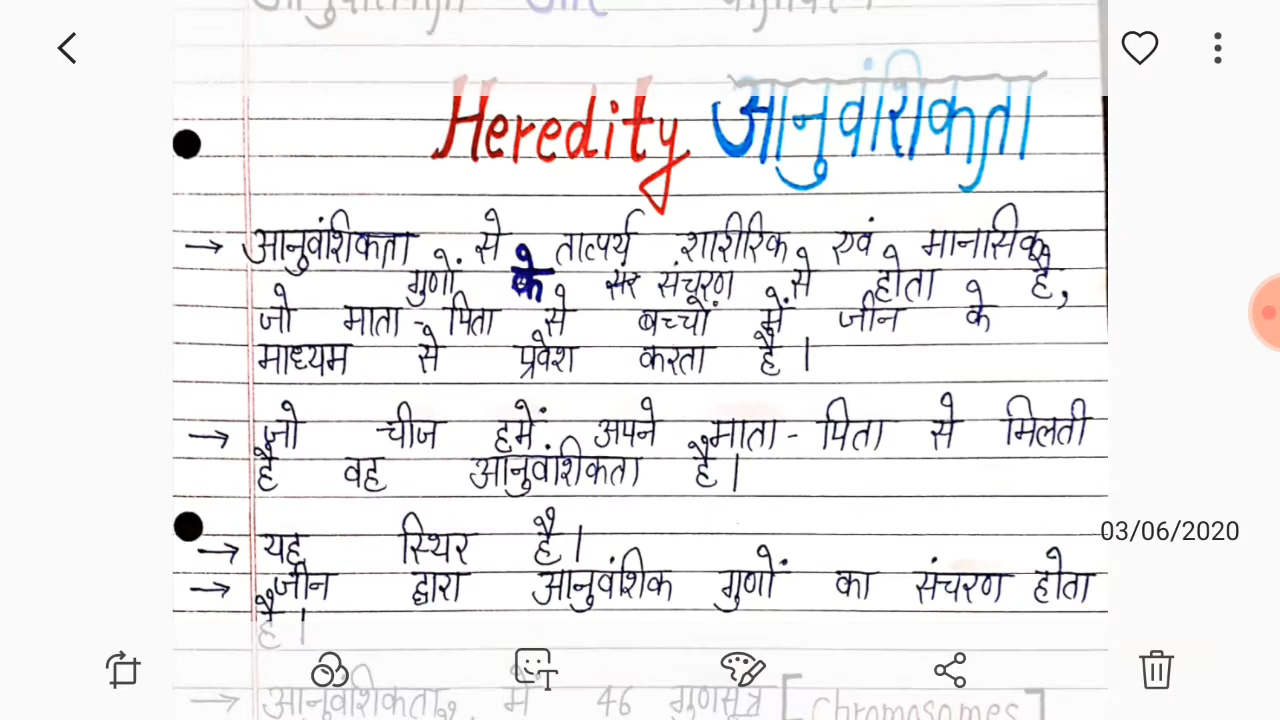 Heredity आनुवंशिकता
→ आनुवंशिकता से तात्पर्य शारीरिक एवं मानसिक
गुणों के संचरण से होता है,
जो माता - पिता से बच्चों में जीन के
माध्यम से प्रवेश करता है।
→ जो चीज हमें अपने माता - पिता से मिलती
है वह आनुवंशिकता है।
03/06/2020
→ यह स्थिर है।
→ जीन द्वारा आनुवंशिक गुणों का संचरण होता
है।
→ आनुवंशिकता में 46 गुणसूत्र [Chromosomes]